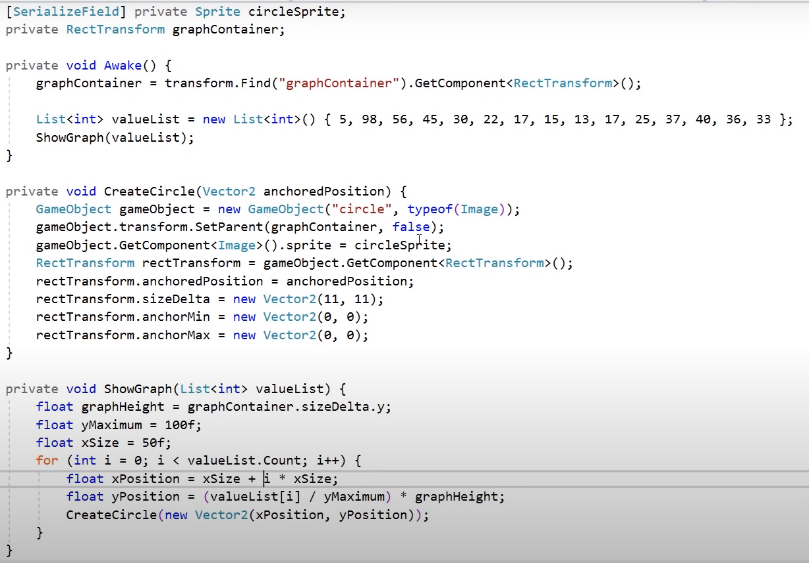 [SerializeField] private Sprite circleSprite;
private RectTransform graphContainer;
private void Awake() {
graphContainer = transform.Find("graphContainer").GetComponent<RectTransform>();
List<int> valueList = new List<int>() { 5, 98, 56, 45, 30, 22, 17, 15, 13, 17, 25, 37, 40, 36, 33 };
ShowGraph(valueList);
}
private void CreateCircle(Vector2 anchoredPosition) {
GameObject gameObject = new GameObject("circle", typeof(Image));
gameObject.transform.SetParent(graphContainer, false);
gameObject.GetComponent<Image>().sprite = circleSprite;
RectTransform rectTransform = gameObject.GetComponent<RectTransform>();
rectTransform.anchoredPosition = anchoredPosition;
rectTransform.sizeDelta = new Vector2(11, 11);
rectTransform.anchorMin = new Vector2(0, 0);
rectTransform.anchorMax = new Vector2(0, 0);
}
private void ShowGraph(List<int> valueList) {
float graphHeight = graphContainer.sizeDelta.y;
float yMaximum = 100f;
float xSize = 50f;
for (int i = 0; i < valueList.Count; i++) {
float xPosition = xSize + i * xSize;
float yPosition = (valueList[i] / yMaximum) * graphHeight;
CreateCircle(new Vector2(xPosition, yPosition));
}
}